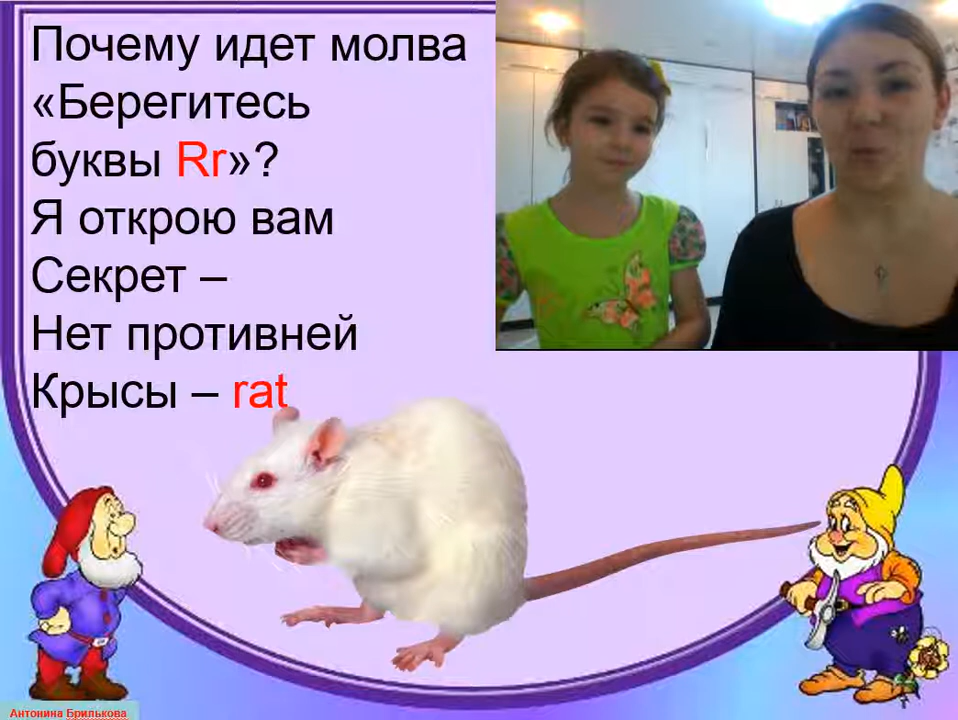 Почему идет молва
«Берегитесь
буквы Rr»?
Я открою вам
Секрет –
Нет противней
Крысы – rat
Антонина Брилькова